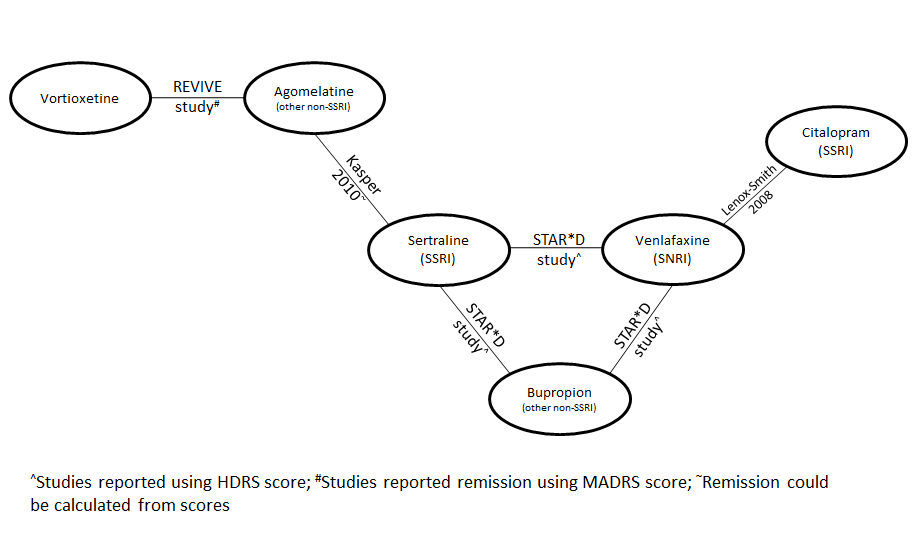 REVIVE
study#
Vortioxetine
Agomelatine
(other non-SSRI)
Citalopram
(SSRI)
Kasper
2010~
Lenox-Smith
2008
Sertraline
(SSRI)
STAR*D
study^
Venlafaxine
(SNRI)
STAR*D
study^
STAR*D
study^
Bupropion
(other non-SSRI)
^Studies reported using HDRS score; #Studies reported remission using MADRS score; ~Remission could
be calculated from scores